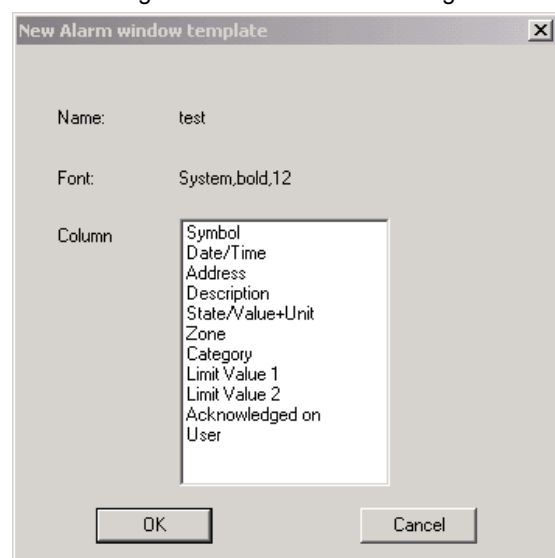 New Alarm window template
Name: test
Font: System,bold,12
Column
Symbol
Date/Time
Address
Description
State/Value+Unit
Zone
Category
Limit Value 1
Limit Value 2
Acknowledged on
User
OK Cancel